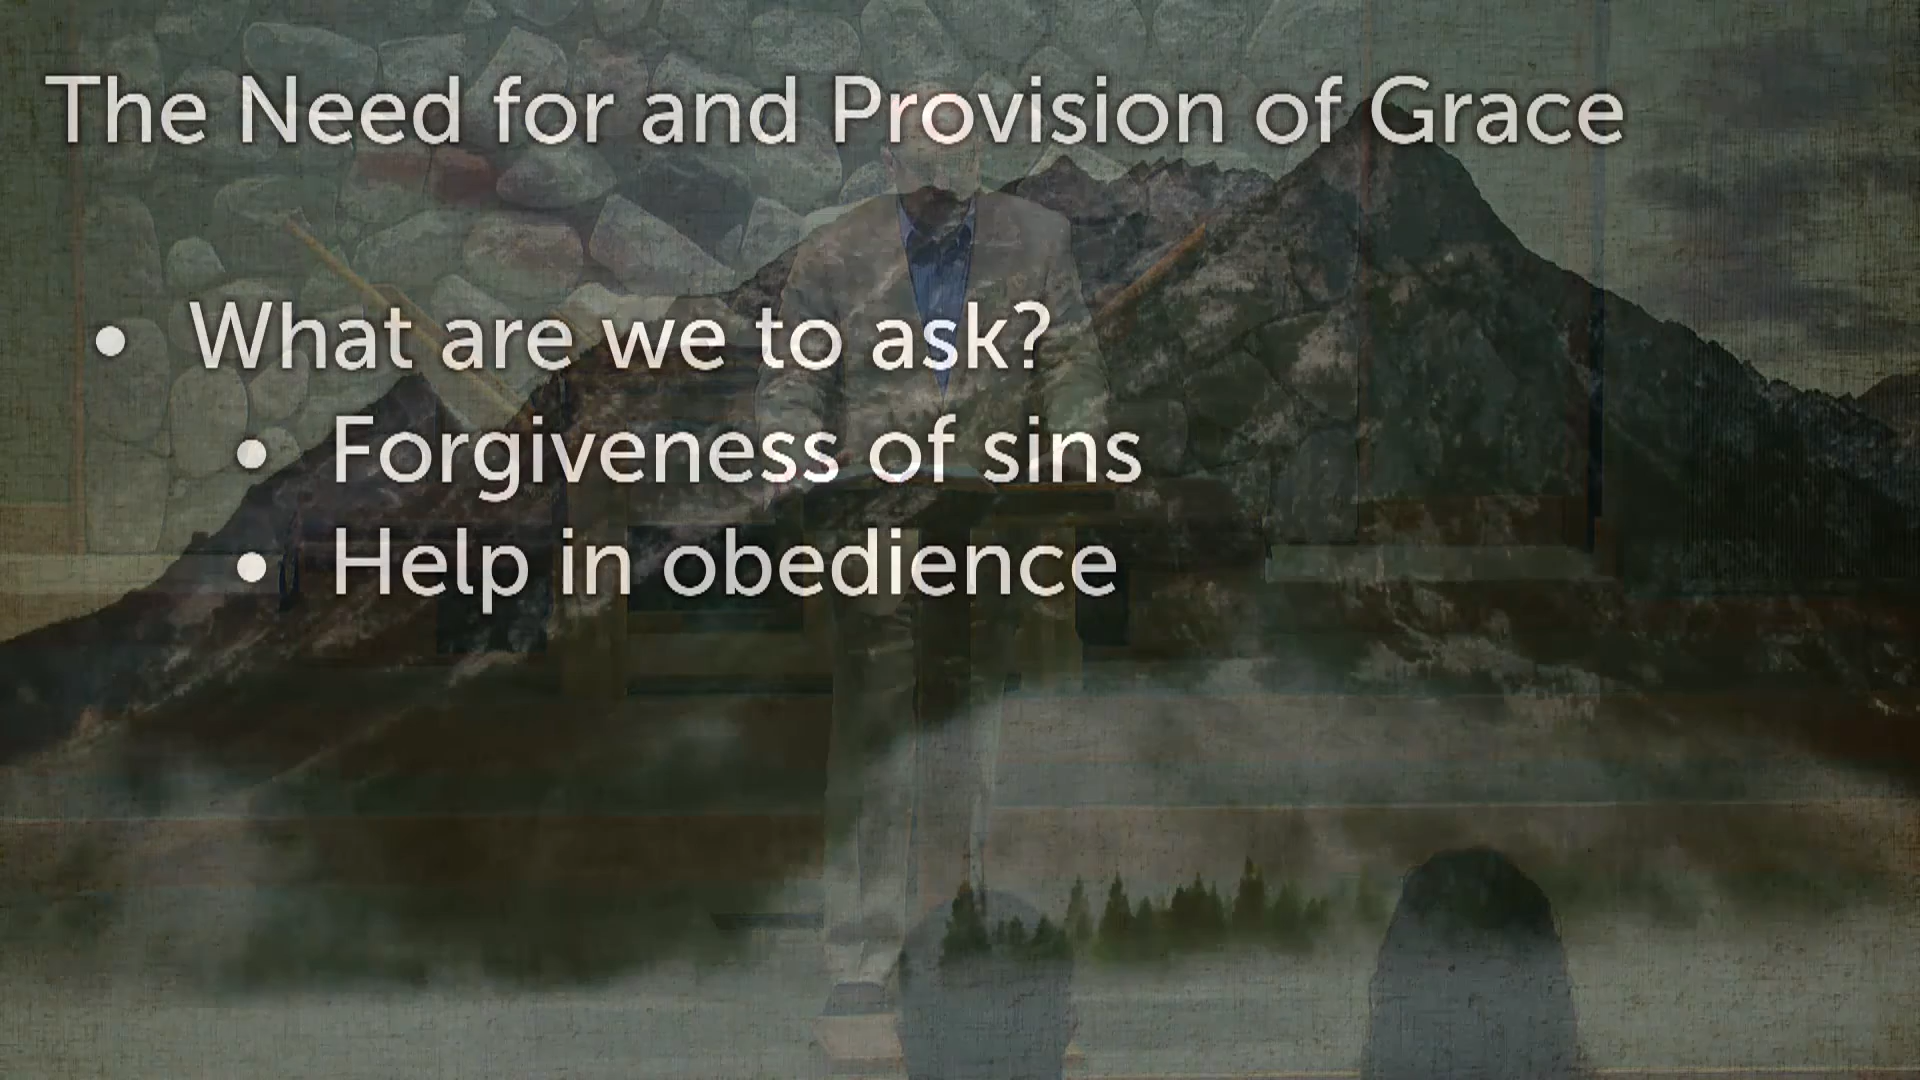 The Need for and Provision of Grace
• What are we to ask?
• Forgiveness of sins
• Help in obedience